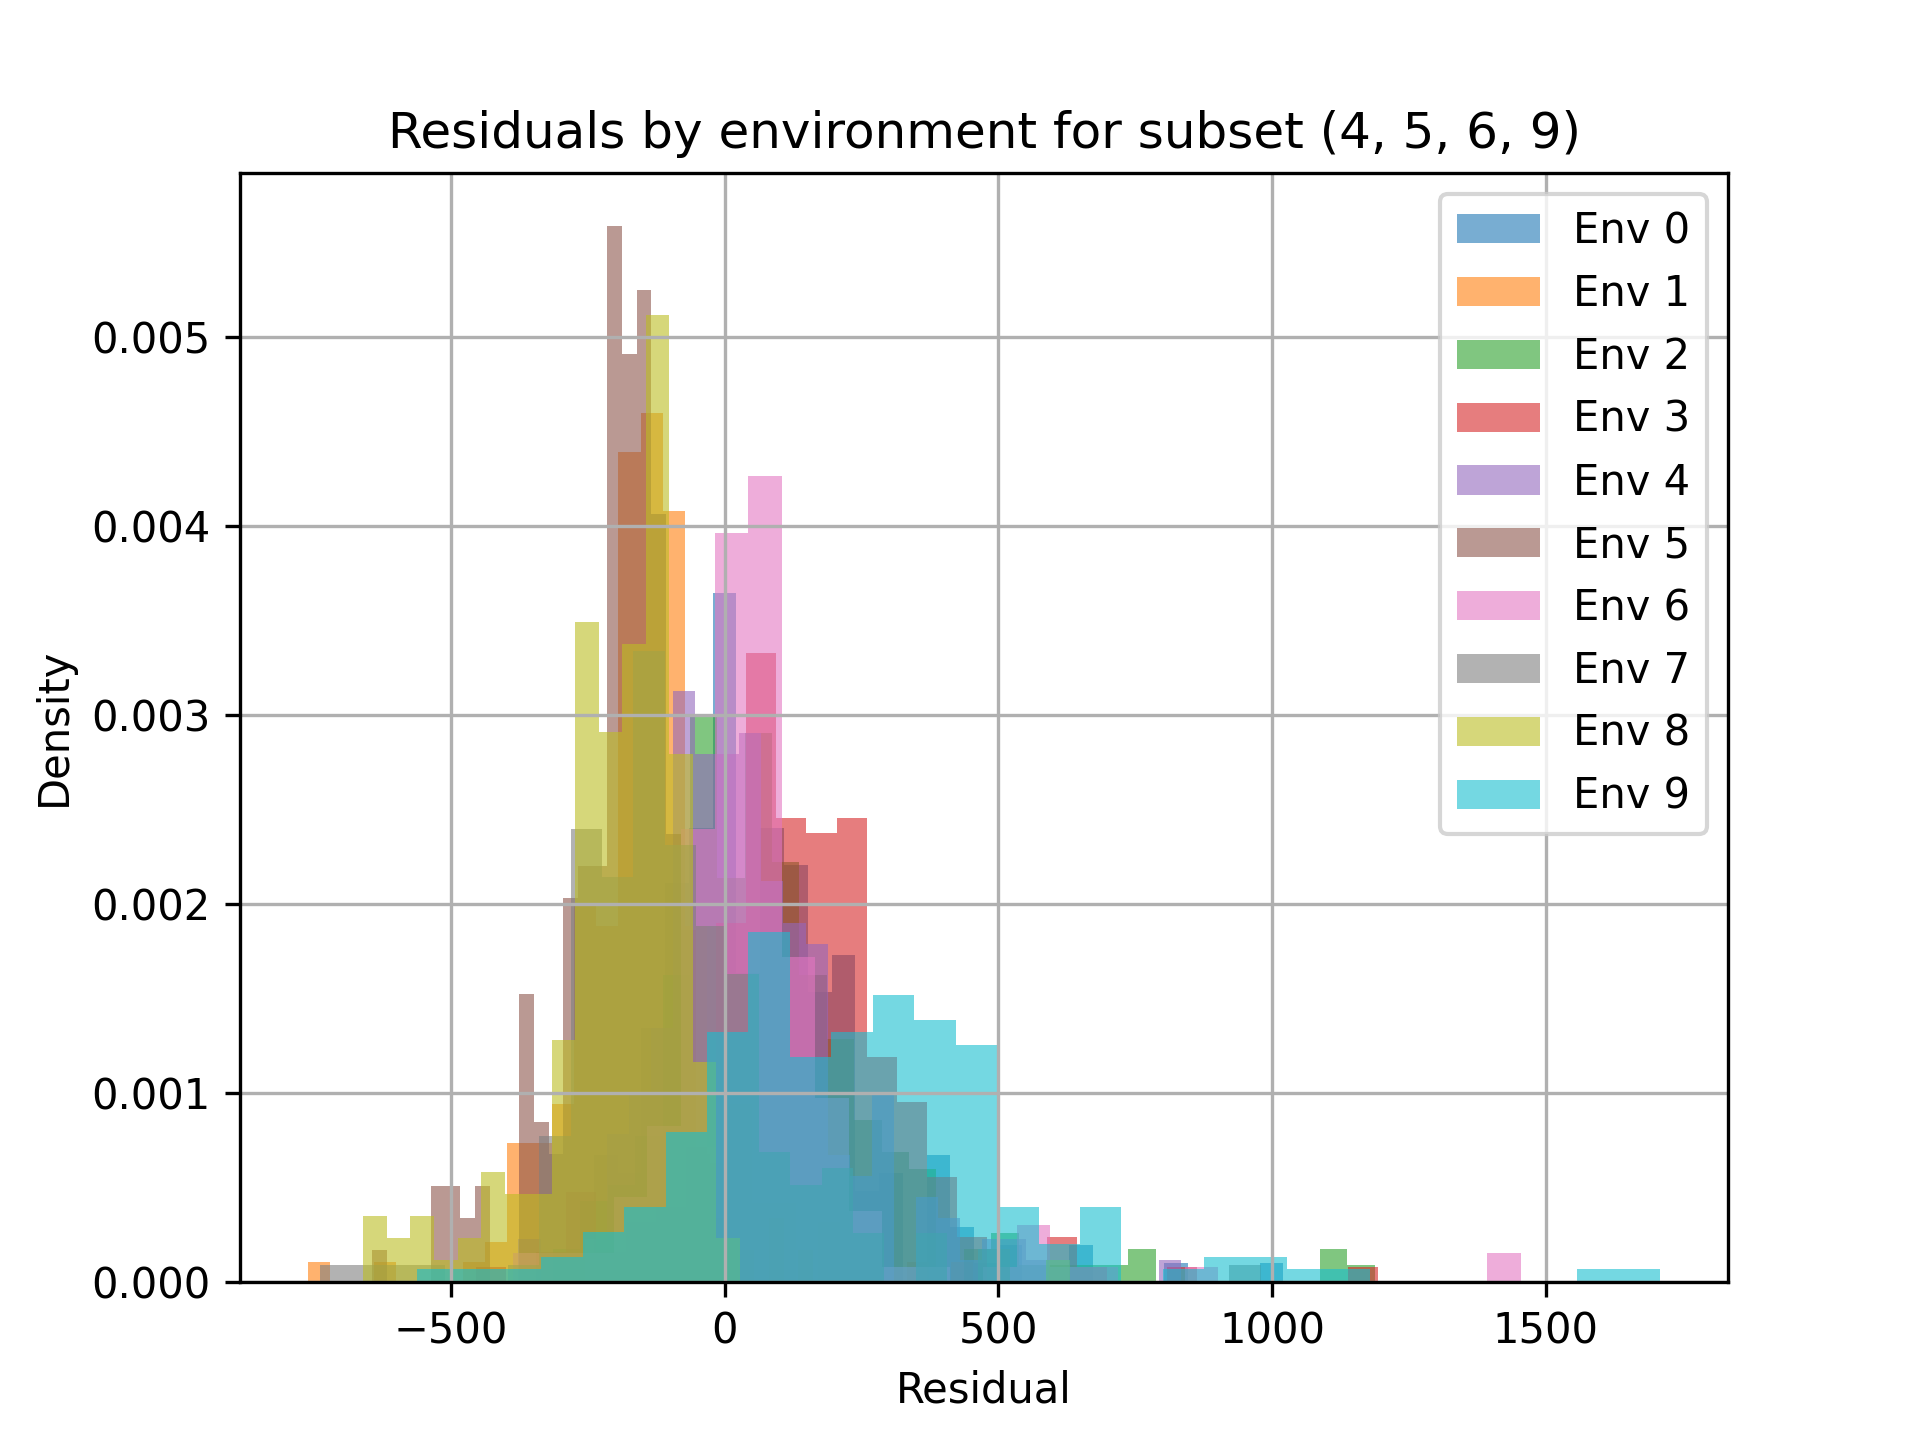 Residuals by environment for subset (4, 5, 6, 9)
Env 0
Env 1
Env 2
Env 3
Env 4
Env 5
Env 6
Env 7
Env 8
Env 9
Density
0.005
0.004
0.003
0.002
0.001
0.000
−500 0 500 1000 1500
Residual